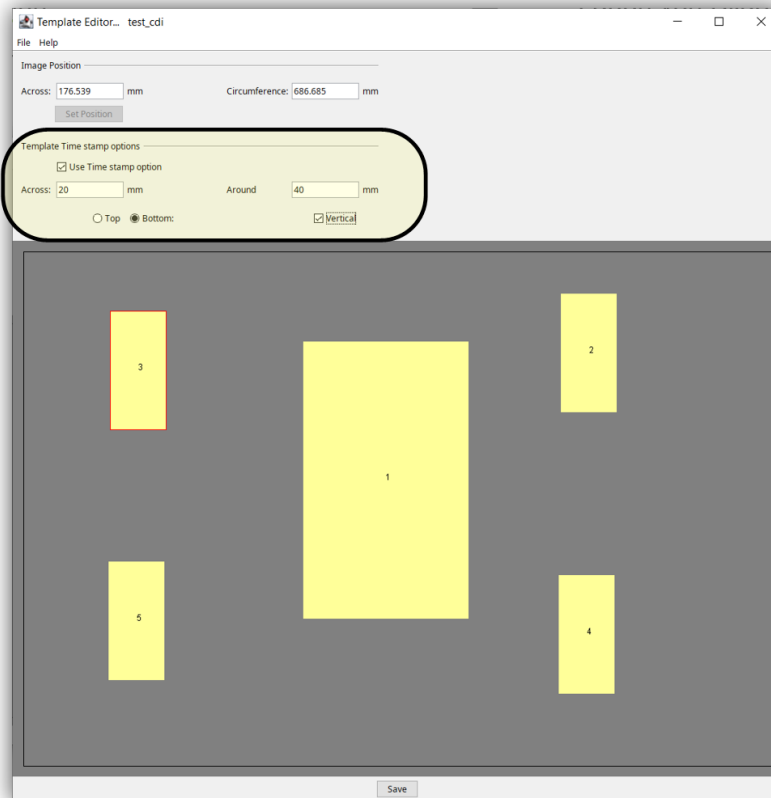 Template Editor... test_cdi
File Help
Image Position
Across: 176.539 mm Circumference: 686.685 mm
Set Position
Template Time stamp options
Use Time stamp option
Across: 20 mm Around 40 mm
Top Bottom: Vertical
2
3
1
5
4
Save